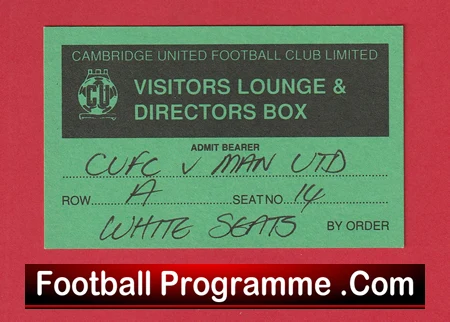 CAMBRIDGE UNITED FOOTBALL CLUB LIMITED
CU
VISITORS LOUNGE &
DIRECTORS BOX
ADMIT BEARER
CUFC V MAN UTD
ROW A SEAT NO. 14
WHITE SEATS BY ORDER
Football Programme .Com